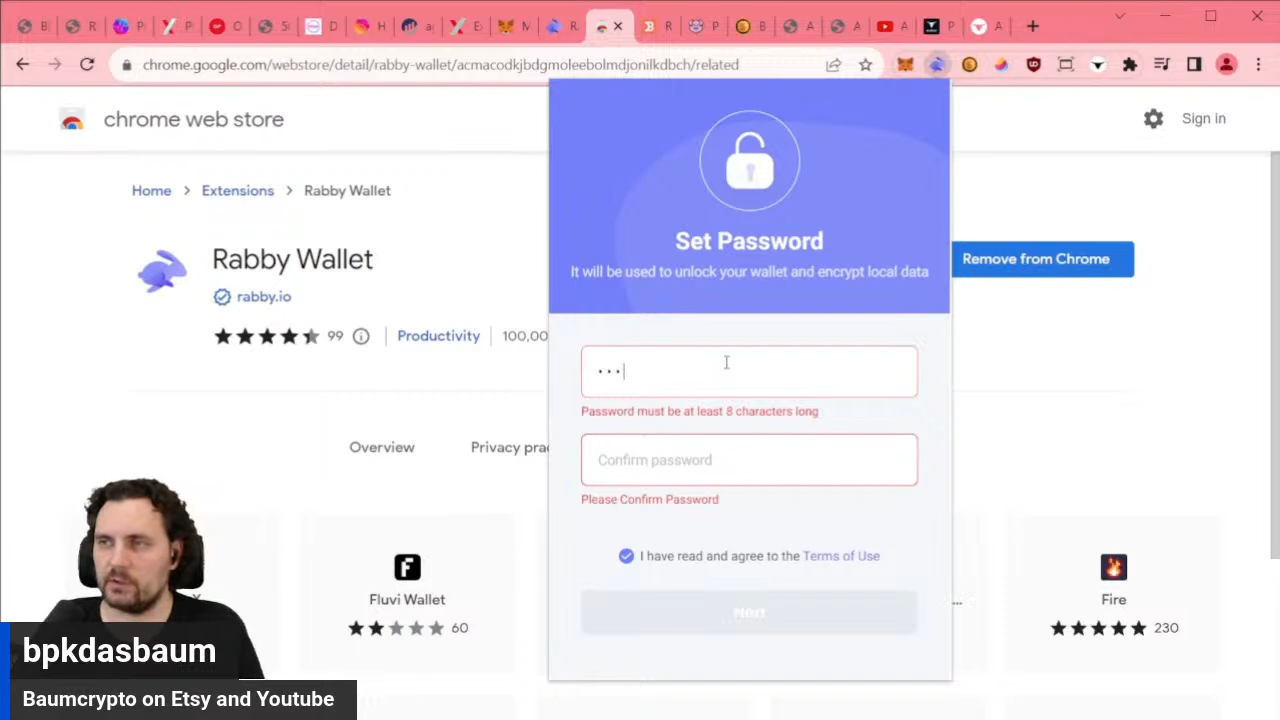 chrome.google.com/webstore/detail/rabby-wallet/acmacodkjbdgmoleebolmdjonilkdbch/related
chrome web store
Sign in
Home > Extensions > Rabby Wallet
Rabby Wallet
rabby.io
99
Productivity
100,00
Remove from Chrome
Overview
Privacy prac
Set Password
It will be used to unlock your wallet and encrypt local data
...
Password must be at least 8 characters long
Confirm password
Please Confirm Password
I have read and agree to the Terms of Use
Next
Fluvi Wallet
60
Fire
230
bpkdasbaum
Baumcrypto on Etsy and Youtube